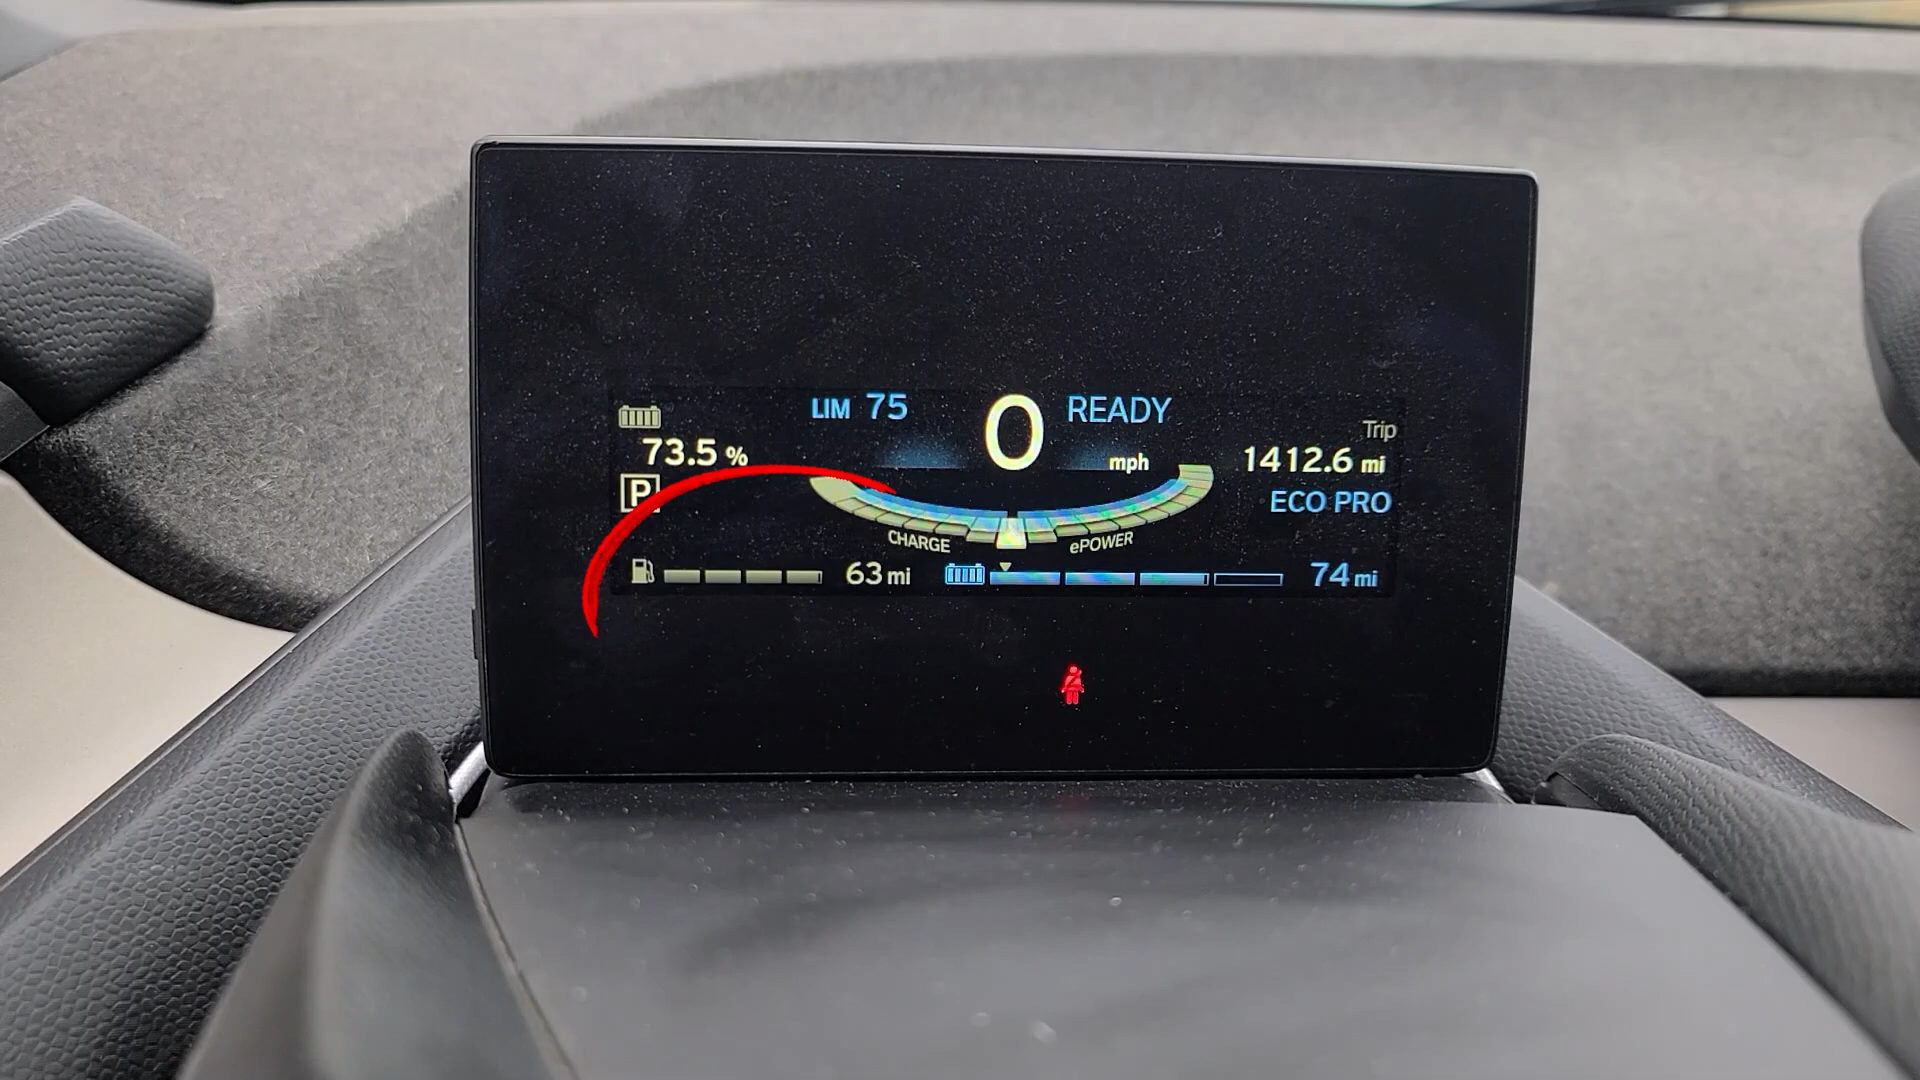 LIM 75
0
READY
mph
73.5 %
P
Trip
1412.6 mi
ECO PRO
CHARGE
ePOWER
63 mi
74 mi